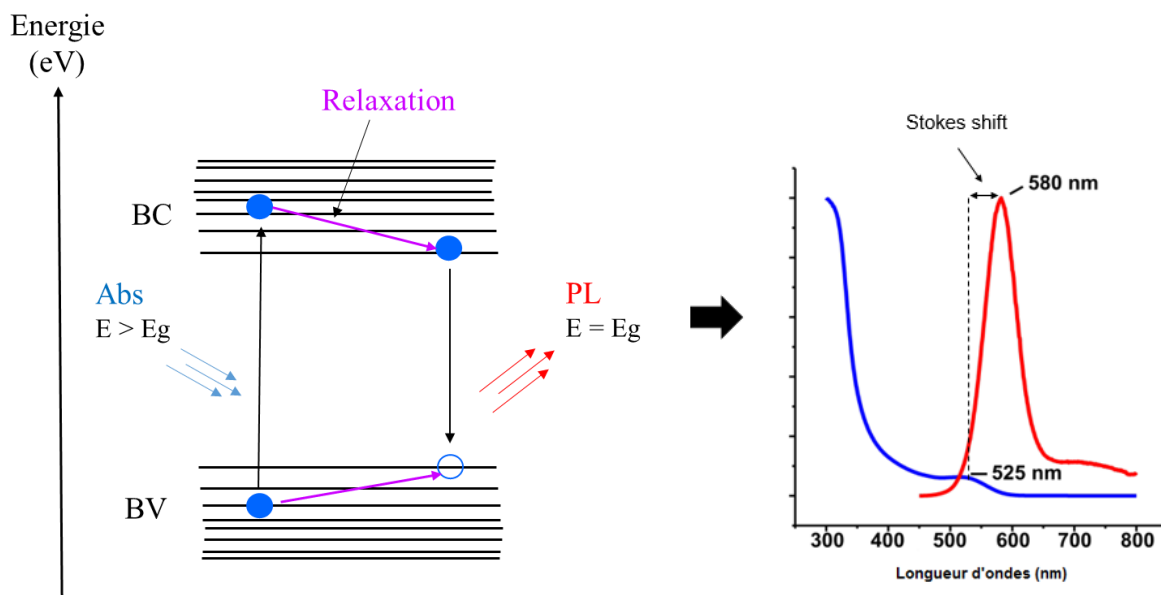 Energie
(eV)
Relaxation
BC
Abs
E > Eg
PL
E = Eg
BV
Stokes shift
580 nm
525 nm
300 400 500 600 700 800
Longueur d'ondes (nm)